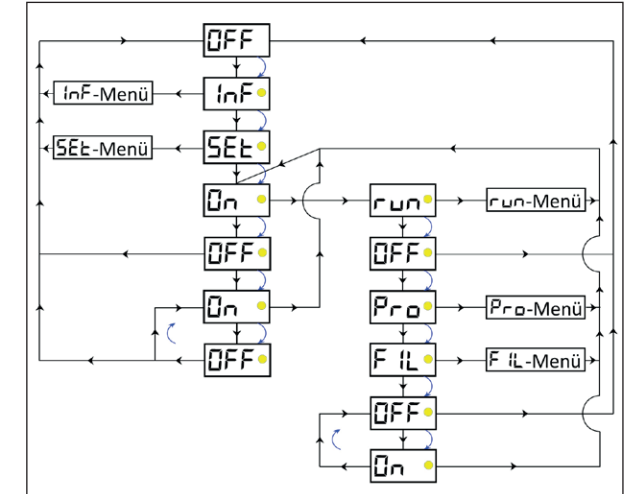 OFF
InF-Menü InF
SEt-Menü SEt
On run run-Menü
OFF OFF
On Pro Pro-Menü
OFF FIL FIL-Menü
OFF
On